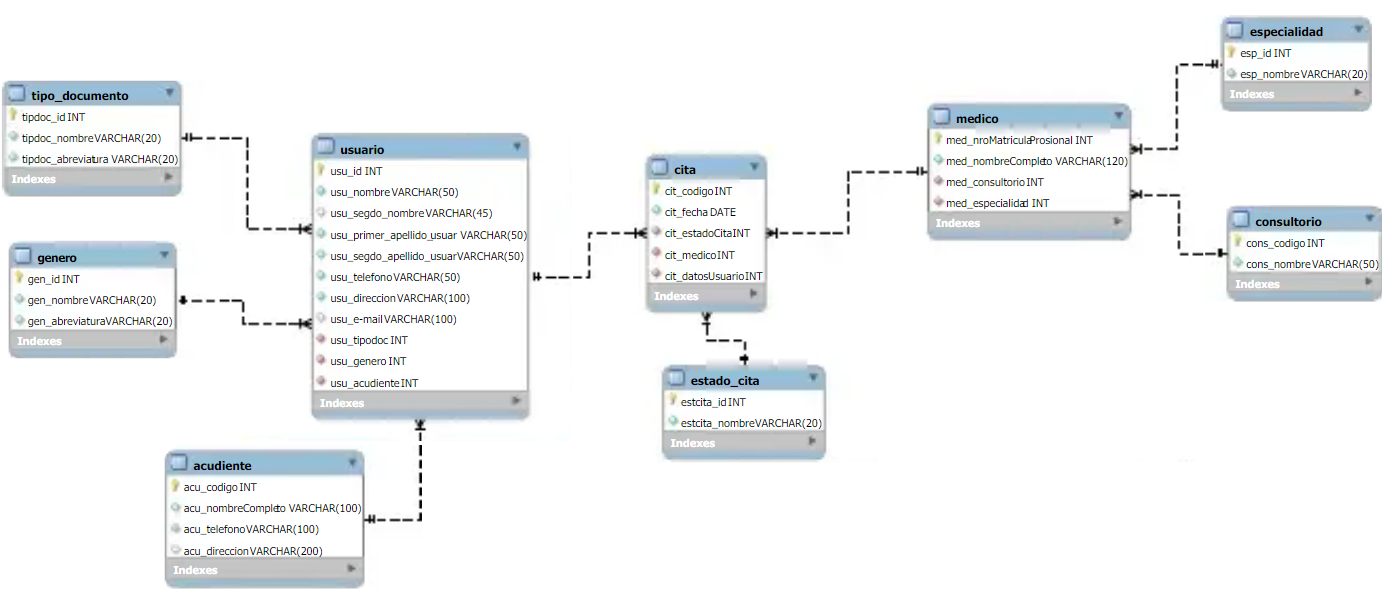 tipo_documento
tipdoc_id INT
tipdoc_nombre VARCHAR(20)
tipdoc_abreviatura VARCHAR(20)
Indexes
genero
gen_id INT
gen_nombre VARCHAR(20)
gen_abreviatura VARCHAR(20)
Indexes
usuario
usu_id INT
usu_nombre VARCHAR(50)
usu_segdo_nombre VARCHAR(45)
usu_primer_apellido_usuar VARCHAR(50)
usu_segdo_apellido_usuar VARCHAR(50)
usu_telefono VARCHAR(50)
usu_direccion VARCHAR(100)
usu_e-mail VARCHAR(100)
usu_tipodoc INT
usu_genero INT
usu_acudiente INT
Indexes
acudiente
acu_codigo INT
acu_nombreCompleto VARCHAR(100)
acu_telefono VARCHAR(100)
acu_direccion VARCHAR(200)
Indexes
cita
cit_codigo INT
cit_fecha DATE
cit_estadoCita INT
cit_medico INT
cit_datosUsuario INT
Indexes
estado_cita
estcita_id INT
estcita_nombre VARCHAR(20)
Indexes
medico
med_nroMatriculaProsional INT
med_nombreCompleto VARCHAR(120)
med_consultorio INT
med_especialidad INT
Indexes
especialidad
esp_id INT
esp_nombre VARCHAR(20)
Indexes
consultorio
cons_codigo INT
cons_nombre VARCHAR(50)
Indexes